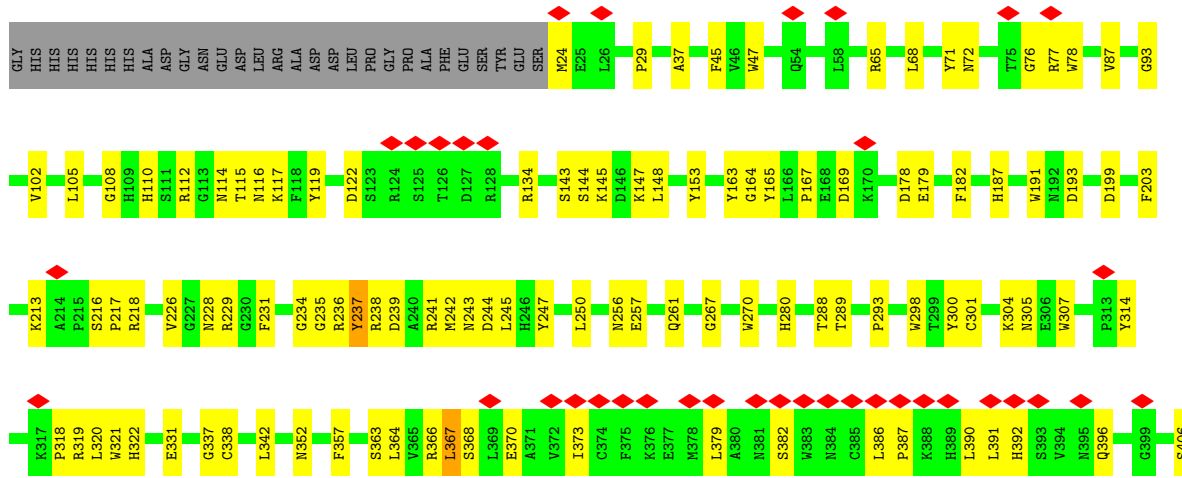 GLY HIS HIS HIS HIS HIS HIS ALA ASP GLY ASN GLU ASP LEU ARG ALA ASP ASP LEU PRO GLY PRO ALA PHE GLU SER TYR GLU SER M24 E25 L26 P29 A37 F45 V46 W47 Q54 L58 R65 L68 Y71 N72 T75 G76 R77 W78 V87 G93
V102 L105 G108 H109 H110 S111 R112 G113 N114 T115 N116 K117 F118 Y119 D122 S123 R124 S125 T126 D127 R128 R134 S143 S144 K145 D146 K147 L148 Y153 Y163 G164 Y165 L166 P167 E168 D169 K170 D178 E179 F182 H187 W191 N192 D193 D199 F203
K213 A214 P215 S216 P217 R218 V226 G227 N228 R229 G230 F231 G234 G235 R236 Y237 R238 D239 A240 R241 M242 N243 D244 L245 H246 Y247 L250 N256 E257 Q261 G267 W270 H280 T288 T289 P293 W298 T299 Y300 C301 K304 N305 E306 W307 P313 Y314
K317 P318 R319 L320 W321 H322 E331 G337 C338 L342 N352 F357 S363 L364 V365 R366 L367 S368 L369 E370 A371 V372 I373 C374 F375 K376 E377 M378 L379 A380 N381 S382 W383 N384 C385 L386 P387 K388 H389 L390 L391 H392 S393 V394 N395 Q396 G399 S406